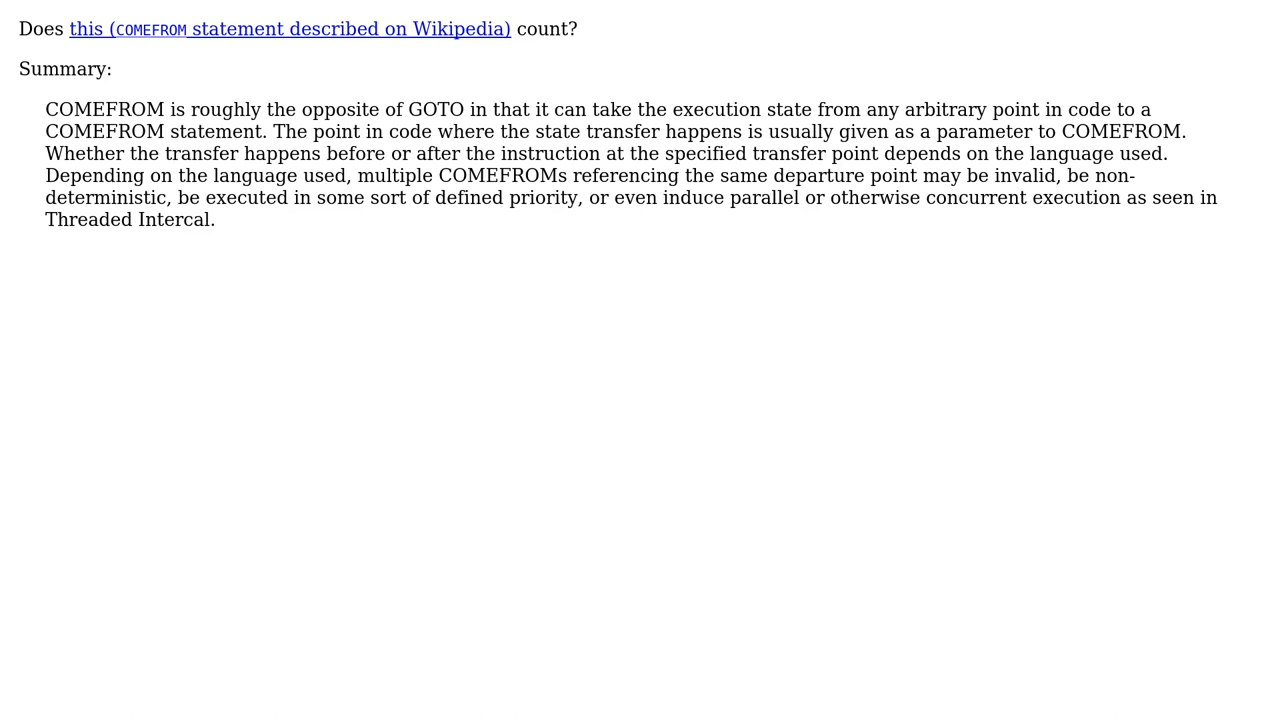 Does this (COMEFROM statement described on Wikipedia) count?
Summary:
COMEFROM is roughly the opposite of GOTO in that it can take the execution state from any arbitrary point in code to a
COMEFROM statement. The point in code where the state transfer happens is usually given as a parameter to COMEFROM.
Whether the transfer happens before or after the instruction at the specified transfer point depends on the language used.
Depending on the language used, multiple COMEFROMs referencing the same departure point may be invalid, be non-
deterministic, be executed in some sort of defined priority, or even induce parallel or otherwise concurrent execution as seen in
Threaded Intercal.